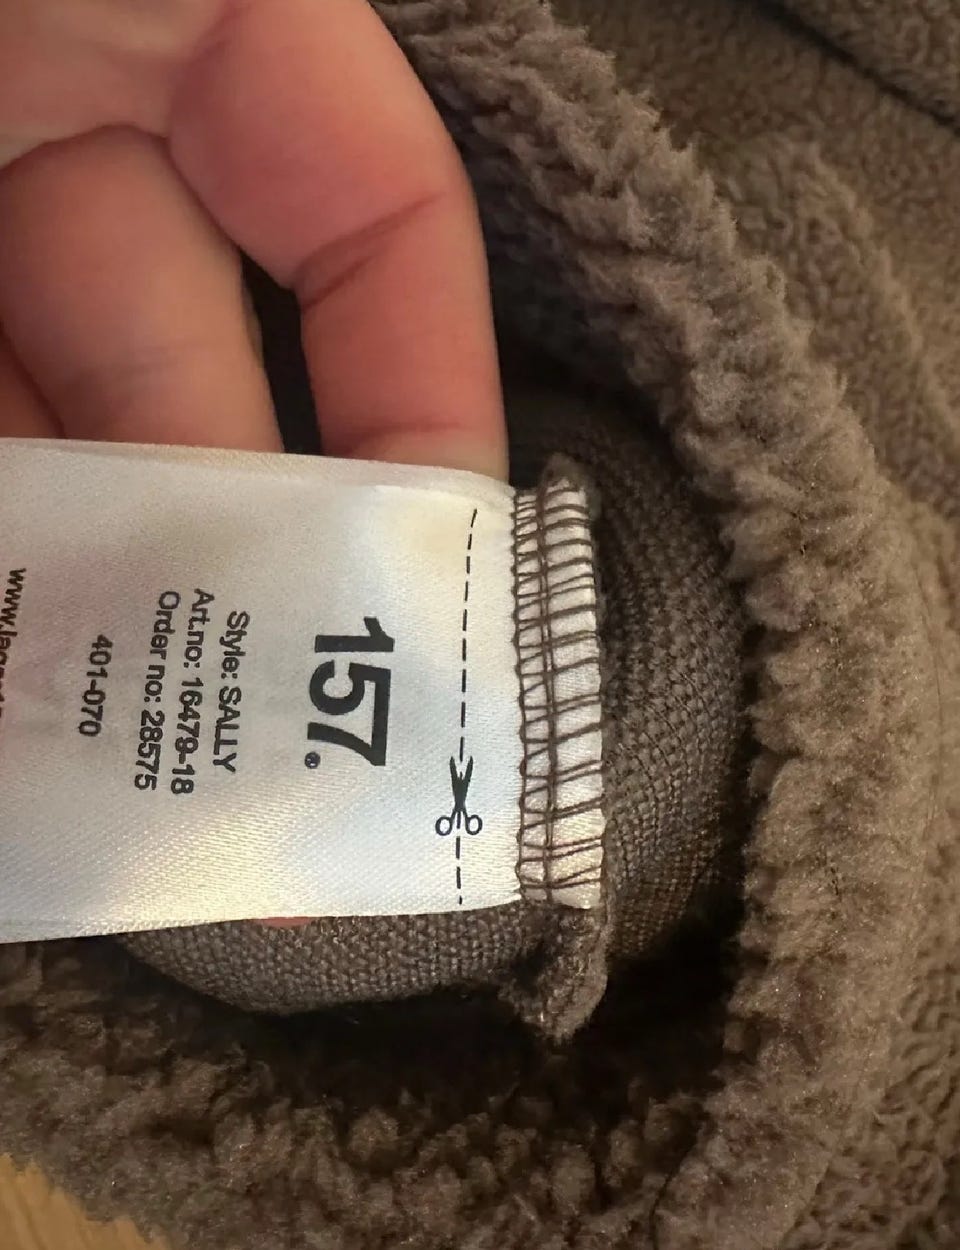 157.®
Style: SALLY
Art.no: 16479-18
Order no: 28575
401-070